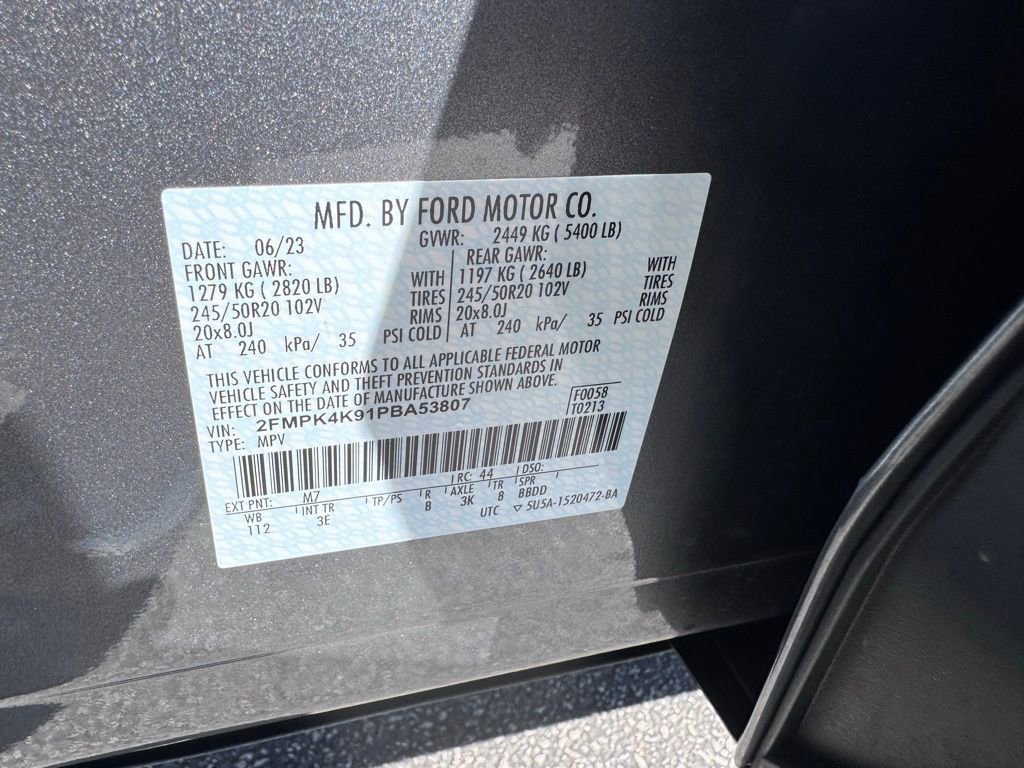 MFD. BY FORD MOTOR CO.
DATE: 06/23 GVWR: 2449 KG ( 5400 LB)
FRONT GAWR: REAR GAWR:
1279 KG ( 2820 LB) WITH 1197 KG ( 2640 LB) WITH
245/50R20 102V TIRES 245/50R20 102V TIRES
20x8.0J RIMS 20x8.0J RIMS
AT 240 kPa/ 35 PSI COLD AT 240 kPa/ 35 PSI COLD
THIS VEHICLE CONFORMS TO ALL APPLICABLE FEDERAL MOTOR
VEHICLE SAFETY AND THEFT PREVENTION STANDARDS IN
EFFECT ON THE DATE OF MANUFACTURE SHOWN ABOVE. F0058
VIN: 2FMPK4K91PBA53807 T0213
TYPE: MPV
EXT PNT: M7 RC: 44 DSO:
WB INT TR TP/PS R AXLE TR SPR
112 3E B 3K B BBDD
UTC ▽ 5U5A-1520472-BA